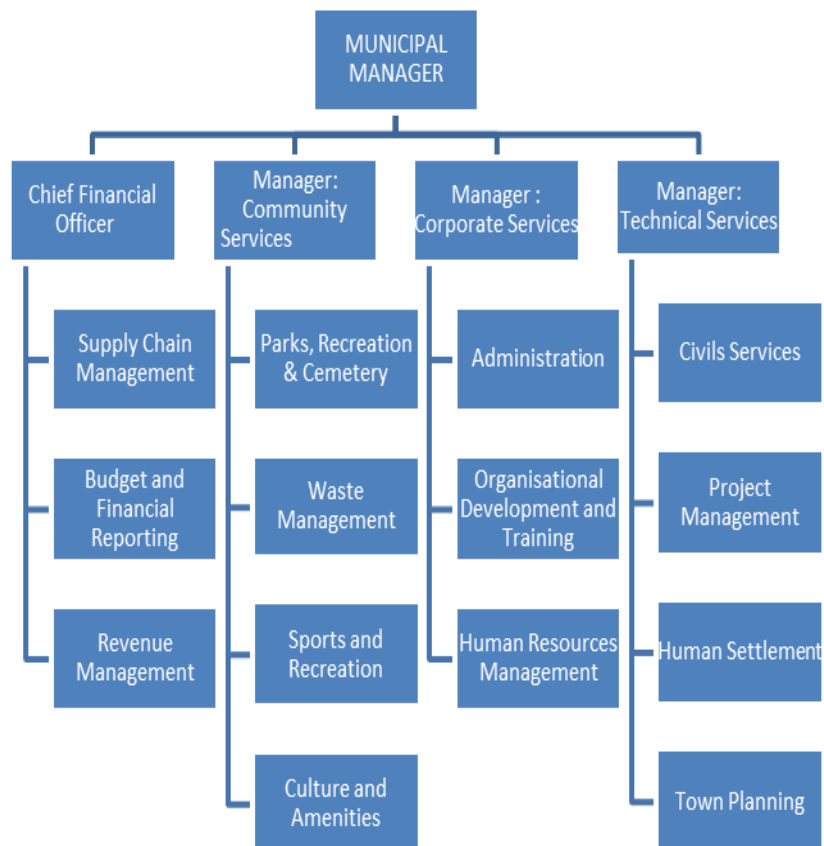 MUNICIPAL
MANAGER
Chief Financial
Officer
Supply Chain
Management
Budget and
Financial
Reporting
Revenue
Management
Manager:
Community
Services
Parks, Recreation
& Cemetery
Waste
Management
Sports and
Recreation
Culture and
Amenities
Manager :
Corporate Services
Administration
Organisational
Development and
Training
Human Resources
Management
Manager:
Technical Services
Civils Services
Project
Management
Human Settlement
Town Planning